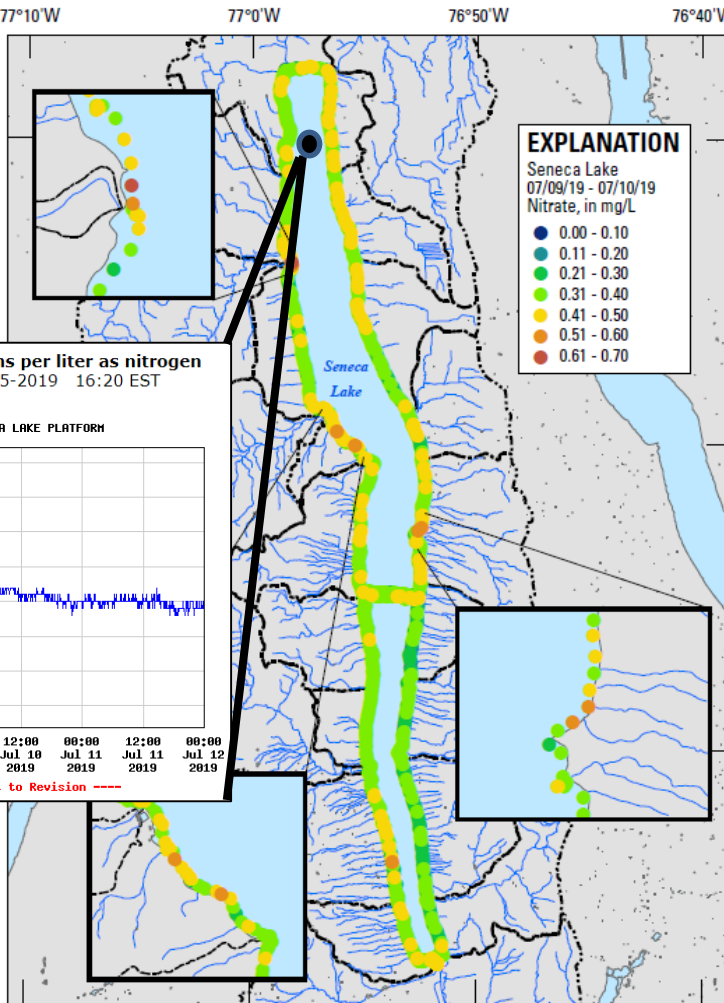 77°10'W
77°0'W
76°50'W
76°40'W
EXPLANATION
Seneca Lake
07/09/19 - 07/10/19
Nitrate, in mg/L
0.00 - 0.10
0.11 - 0.20
0.21 - 0.30
0.31 - 0.40
0.41 - 0.50
0.51 - 0.60
0.61 - 0.70
Seneca
Lake
ms per liter as nitrogen
5-2019 16:20 EST
A LAKE PLATFORM
12:00 00:00 12:00 00:00
Jul 10 Jul 11 Jul 11 Jul 12
2019 2019 2019 2019
to Revision ----